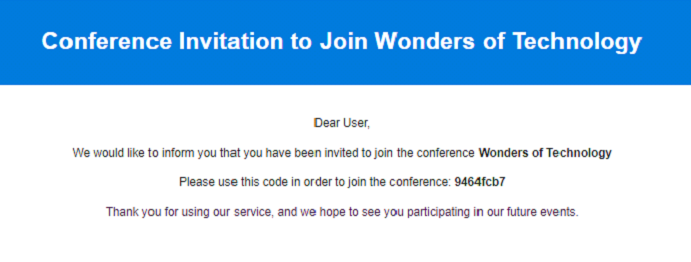 Conference Invitation to Join Wonders of Technology
Dear User,
We would like to inform you that you have been invited to join the conference Wonders of Technology
Please use this code in order to join the conference: 9464fcb7
Thank you for using our service, and we hope to see you participating in our future events.